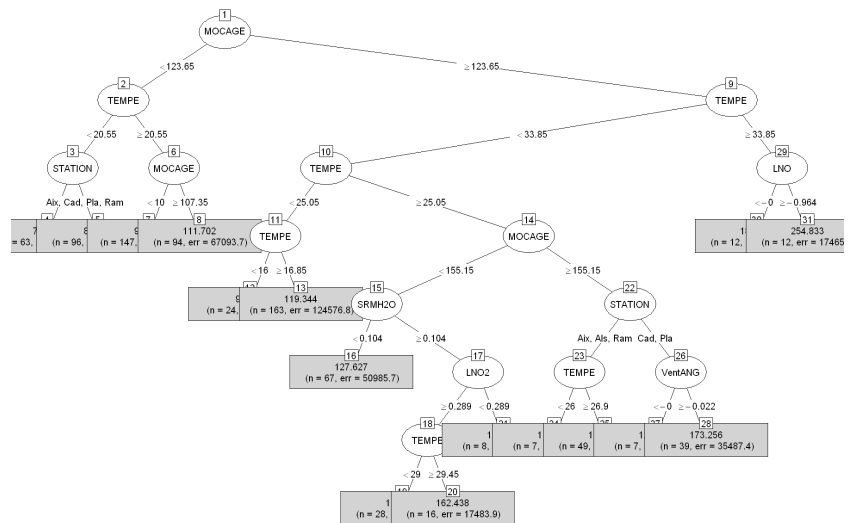 1
MOCAGE
<123.65
≥123.65
2
TEMPE
9
TEMPE
<20.55
≥20.55
<33.85
≥33.85
3
STATION
6
MOCAGE
10
TEMPE
29
LNO
Aix, Cad, Pla, Ram
<10
≥107.35
<25.05
≥25.05
<-0
≥-0.964
8
111.702
= 63,
(n = 96,
(n = 147,
(n = 94, err = 67093.7)
11
TEMPE
14
MOCAGE
31
254.833
(n = 12,
(n = 12, err = 17465
<16
≥16.85
<155.15
≥155.15
13
119.344
(n = 24,
(n = 163, err = 124576.8)
15
SRMH2O
22
STATION
<0.104
≥0.104
Aix, Als, Ram
Cad, Pla
16
127.627
(n = 67, err = 50985.7)
17
LNO2
23
TEMPE
26
VentANG
≥0.289
<0.289
<26
≥26.9
<-0
≥-0.022
18
TEMPE
28
173.256
(n = 8,
(n = 7,
(n = 49,
(n = 7,
(n = 39, err = 35487.4)
<29
≥29.45
20
162.438
(n = 28,
(n = 16, err = 17483.9)